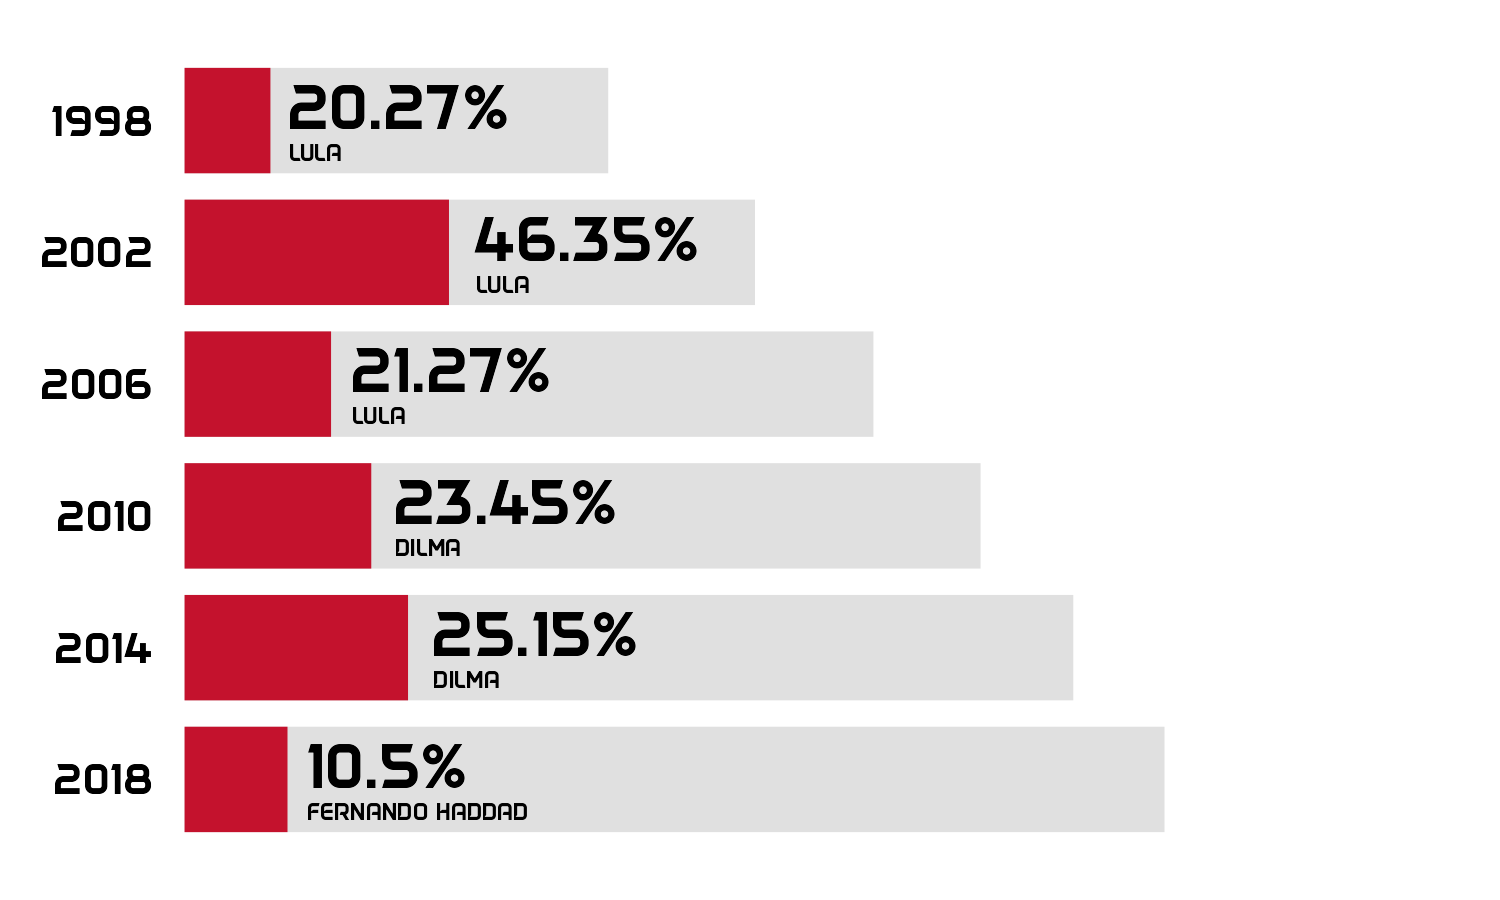 1998
20.27%
LULA
2002
46.35%
LULA
2006
21.27%
LULA
2010
23.45%
DILMA
2014
25.15%
DILMA
2018
10.5%
FERNANDO HADDAD